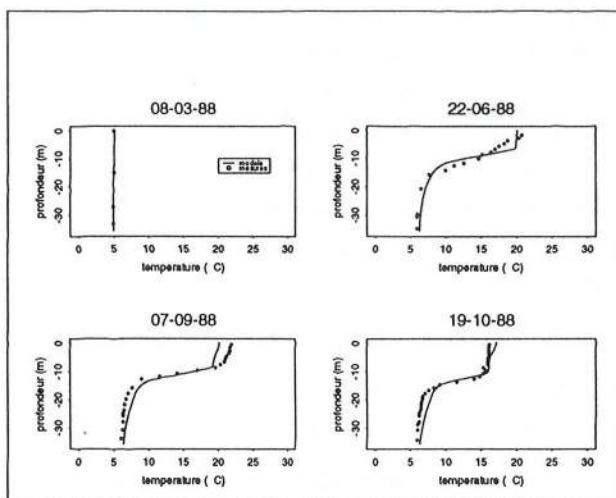 08-03-88
profondeur (m)
0
-10
-20
-30
modele
mesures
0 5 10 15 20 25 30
temperature ( C)
22-06-88
profondeur (m)
0
-10
-20
-30
0 5 10 15 20 25 30
temperature ( C)
07-09-88
profondeur (m)
0
-10
-20
-30
0 5 10 15 20 25 30
temperature ( C)
19-10-88
profondeur (m)
0
-10
-20
-30
0 5 10 15 20 25 30
temperature ( C)